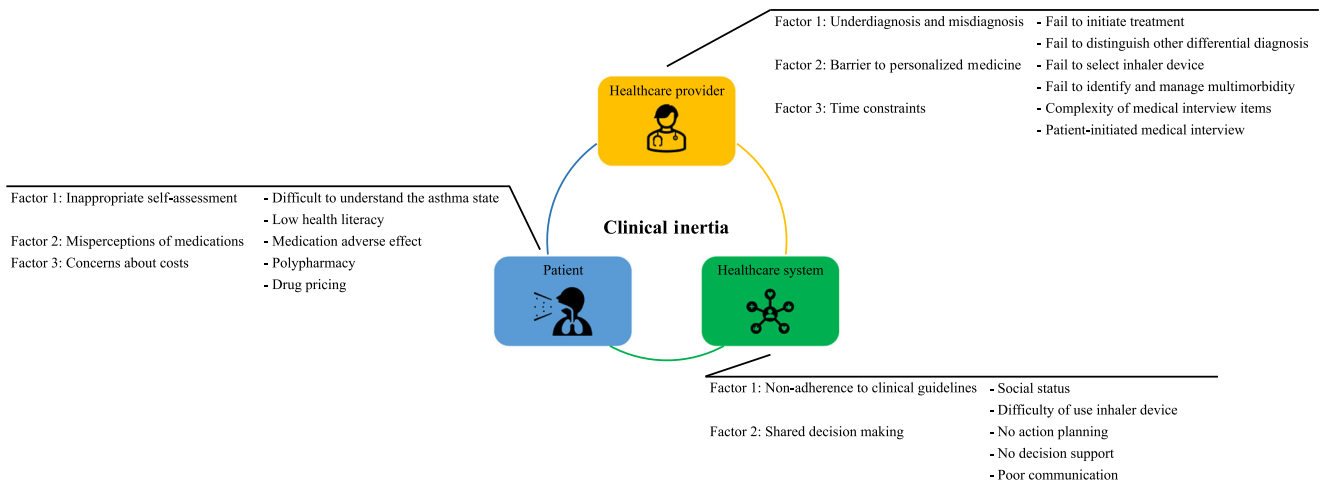 Factor 1: Underdiagnosis and misdiagnosis - Fail to initiate treatment
- Fail to distinguish other differential diagnosis
Factor 2: Barrier to personalized medicine - Fail to select inhaler device
- Fail to identify and manage multimorbidity
Factor 3: Time constraints - Complexity of medical interview items
- Patient-initiated medical interview
Healthcare provider
Factor 1: Inappropriate self-assessment - Difficult to understand the asthma state
- Low health literacy
Factor 2: Misperceptions of medications - Medication adverse effect
Factor 3: Concerns about costs - Polypharmacy
- Drug pricing
Clinical inertia
Patient
Healthcare system
Factor 1: Non-adherence to clinical guidelines - Social status
- Difficulty of use inhaler device
Factor 2: Shared decision making - No action planning
- No decision support
- Poor communication